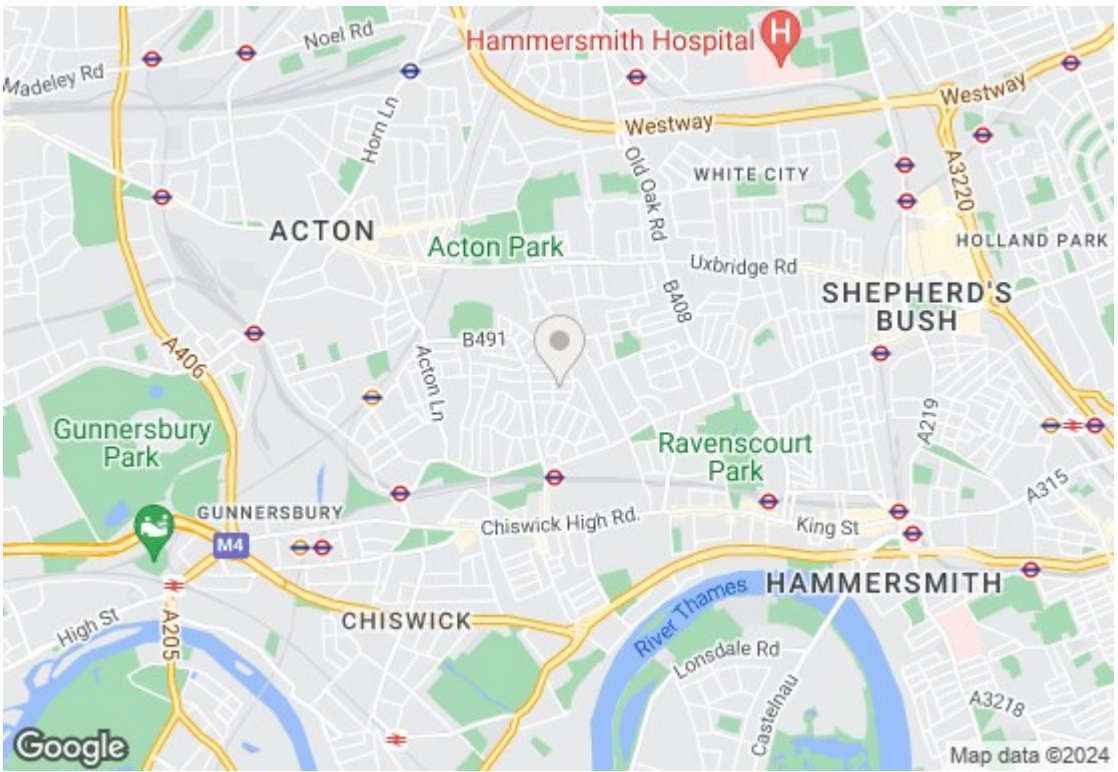 Noel Rd
Hammersmith Hospital
H
Madeley Rd
Horn Ln
Westway
Westway
Old Oak Rd
WHITE CITY
A3220
ACTON
Acton Park
HOLLAND PARK
Uxbridge Rd
B408
SHEPHERD'S
BUSH
B491
A406
Acton Ln
A219
Gunnersbury
Park
Ravenscourt
Park
A315
GUNNERSBURY
Chiswick High Rd.
King St
M4
HAMMERSMITH
River Thames
High St
A205
CHISWICK
Lonsdale Rd
Castelnau
A3218
Google
Map data ©2024